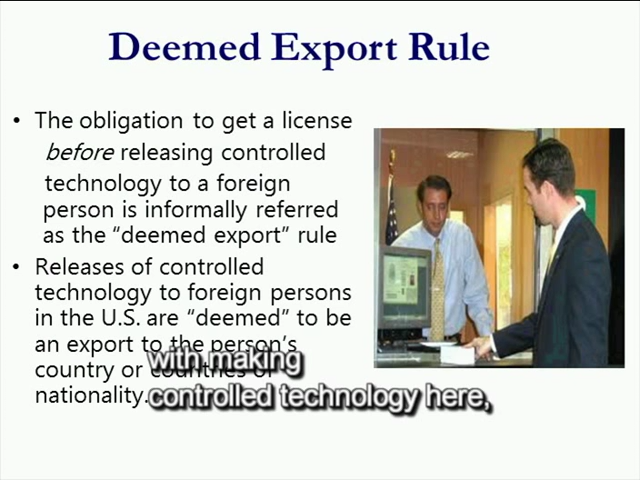 Deemed Export Rule
• The obligation to get a license
before releasing controlled
technology to a foreign
person is informally referred
as the “deemed export” rule
• Releases of controlled
technology to foreign persons
in the U.S. are “deemed” to be
an export to the person’s
country or countries of
nationality.
with making
controlled technology here,